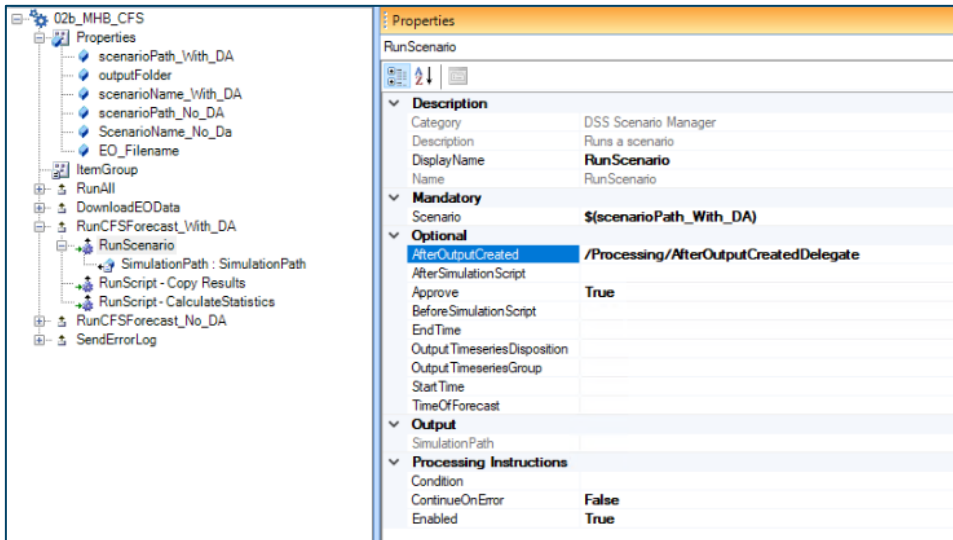 02b_MHB_CFS
Properties
scenarioPath_With_DA
outputFolder
scenarioName_With_DA
scenarioPath_No_DA
ScenarioName_No_Da
EO_Filename
ItemGroup
RunAll
DownloadEOData
RunCFSForecast_With_DA
RunScenario
SimulationPath : SimulationPath
RunScript - Copy Results
RunScript - CalculateStatistics
RunCFSForecast_No_DA
SendErrorLog
Properties
RunScenario
Description
Category DSS Scenario Manager
Description Runs a scenario
DisplayName RunScenario
Name RunScenario
Mandatory
Scenario $(scenarioPath_With_DA)
Optional
AfterOutputCreated /Processing/AfterOutputCreatedDelegate
AfterSimulationScript
Approve True
BeforeSimulationScript
EndTime
OutputTimeseriesDisposition
OutputTimeseriesGroup
StartTime
TimeOfForecast
Output
SimulationPath
Processing Instructions
Condition
ContinueOnError False
Enabled True